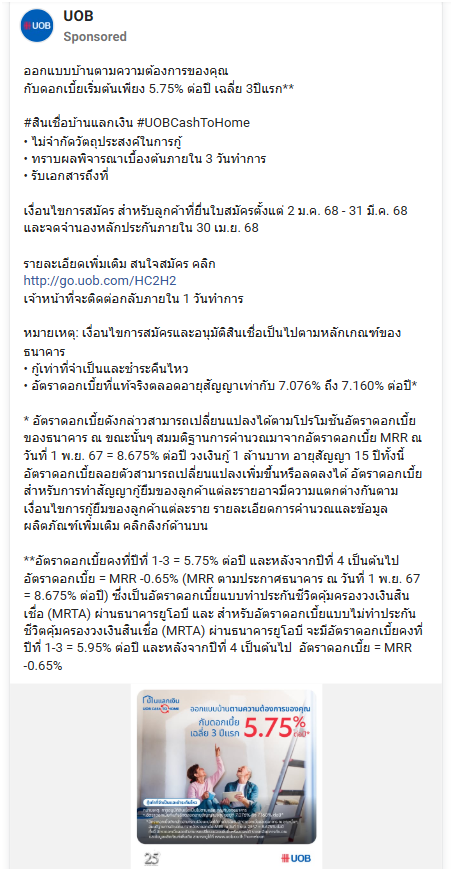 UOB
UOB
Sponsored
ออกแบบบ้านตามความต้องการของคุณ
กับดอกเบี้ยเริ่มต้นเพียง 5.75% ต่อปี เฉลี่ย 3ปีแรก**
#สินเชื่อบ้านแลกเงิน #UOBCashToHome
• ไม่จำกัดวัตถุประสงค์ในการกู้
• ทราบผลพิจารณาเบื้องต้นภายใน 3 วันทำการ
• รับเอกสารถึงที่
เงื่อนไขการสมัคร สำหรับลูกค้าที่ยื่นใบสมัครตั้งแต่ 2 ม.ค. 68 - 31 มี.ค. 68
และจดจำนองหลักประกันภายใน 30 เม.ย. 68
รายละเอียดเพิ่มเติม สนใจสมัคร คลิก
http://go.uob.com/HC2H2
เจ้าหน้าที่จะติดต่อกลับภายใน 1 วันทำการ
หมายเหตุ: เงื่อนไขการสมัครและอนุมัติสินเชื่อเป็นไปตามหลักเกณฑ์ของ
ธนาคาร
• กู้เท่าที่จำเป็นและชำระคืนไหว
• อัตราดอกเบี้ยที่แท้จริงตลอดอายุสัญญาเท่ากับ 7.076% ถึง 7.160% ต่อปี*
* อัตราดอกเบี้ยดังกล่าวสามารถเปลี่ยนแปลงได้ตามโปรโมชันอัตราดอกเบี้ย
ของธนาคาร ณ ขณะนั้นๆ สมมติฐานการคำนวณมาจากอัตราดอกเบี้ย MRR ณ
วันที่ 1 พ.ย. 67 = 8.675% ต่อปี วงเงินกู้ 1 ล้านบาท อายุสัญญา 15 ปีทั้งนี้
อัตราดอกเบี้ยลอยตัวสามารถเปลี่ยนแปลงเพิ่มขึ้นหรือลดลงได้ อัตราดอกเบี้ย
สำหรับการทำสัญญากู้ยืมของลูกค้าแต่ละรายอาจมีความแตกต่างกันตาม
เงื่อนไขการกู้ยืมของลูกค้าแต่ละราย รายละเอียดการคำนวณและข้อมูล
ผลิตภัณฑ์เพิ่มเติม คลิกลิงก์ด้านบน
**อัตราดอกเบี้ยคงที่ปีที่ 1-3 = 5.75% ต่อปี และหลังจากปีที่ 4 เป็นต้นไป
อัตราดอกเบี้ย = MRR -0.65% (MRR ตามประกาศธนาคาร ณ วันที่ 1 พ.ย. 67
= 8.675% ต่อปี) ซึ่งเป็นอัตราดอกเบี้ยแบบทำประกันชีวิตคุ้มครองวงเงินสิน
เชื่อ (MRTA) ผ่านธนาคารยูโอบี และ สำหรับอัตราดอกเบี้ยแบบไม่ทำประกัน
ชีวิตคุ้มครองวงเงินสินเชื่อ (MRTA) ผ่านธนาคารยูโอบี จะมีอัตราดอกเบี้ยคงที่
ปีที่ 1-3 = 5.95% ต่อปี และหลังจากปีที่ 4 เป็นต้นไป อัตราดอกเบี้ย = MRR
-0.65%
บ้านแลกเงิน
UOB CASH TO HOME
ออกแบบบ้านตามความต้องการของคุณ
กับดอกเบี้ย
เฉลี่ย 3 ปีแรก
5.75%
ต่อปี*
กู้เท่าที่จำเป็นและชำระคืนไหว
25
UOB